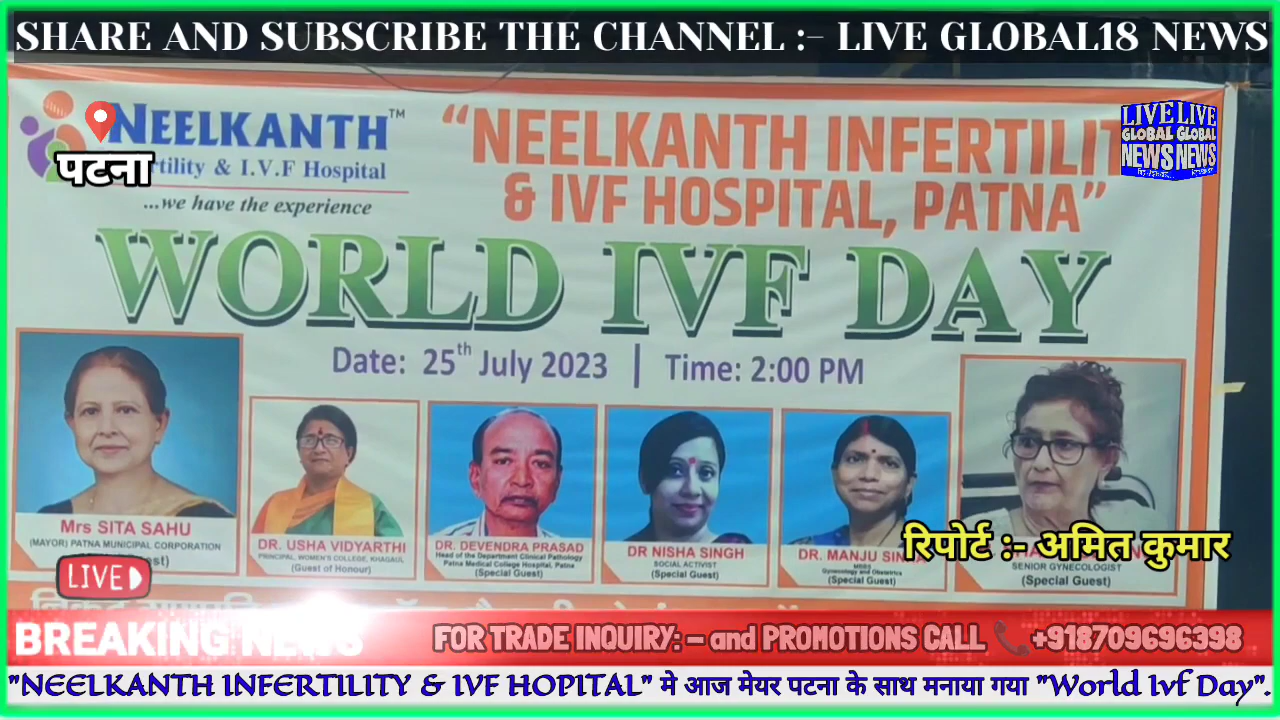 SHARE AND SUBSCRIBE THE CHANNEL :- LIVE GLOBAL18 NEWS
NEELKANTH™
पटना
& I.V.F Hospital
...we have the experience
"NEELKANTH INFERTILIT
& IVF HOSPITAL, PATNA"
LIVE LIVE
GLOBAL GLOBAL
NEWS NEWS
WORLD IVF DAY
Date: 25th July 2023 | Time: 2:00 PM
Mrs SITA SAHU
(MAYOR) PATNA MUNICIPAL CORPORATION
DR. USHA VIDYARTHI
PRINCIPAL, WOMEN'S COLLEGE, KHAGAUL
(Guest of Honour)
DR. DEVENDRA PRASAD
Head of the Department Clinical Pathology
Patna Medical College Hospital, Patna
(Special Guest)
DR NISHA SINGH
SOCIAL ACTIVIST
(Special Guest)
DR. MANJU
MBBS
Gynecology and Obstetrics
(Special Guest)
SENIOR GYNECOLOGIST
(Special Guest)
रिपोर्ट :- अमित कुमार
LIVE
BREAKING NEWS
FOR TRADE INQUIRY: – and PROMOTIONS CALL 📞+918709696398
"NEELKANTH INFERTILITY & IVF HOPITAL" मे आज मेयर पटना के साथ मनाया गया "World Ivf Day".